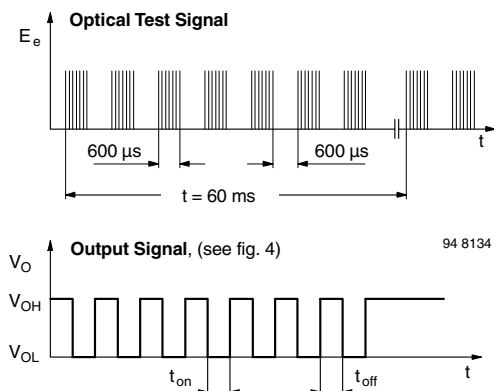 Optical Test Signal
E e
t
600 µs
600 µs
t = 60 ms
Output Signal, (see fig. 4)
94 8134
V O
V OH
V OL
t on
t off
t